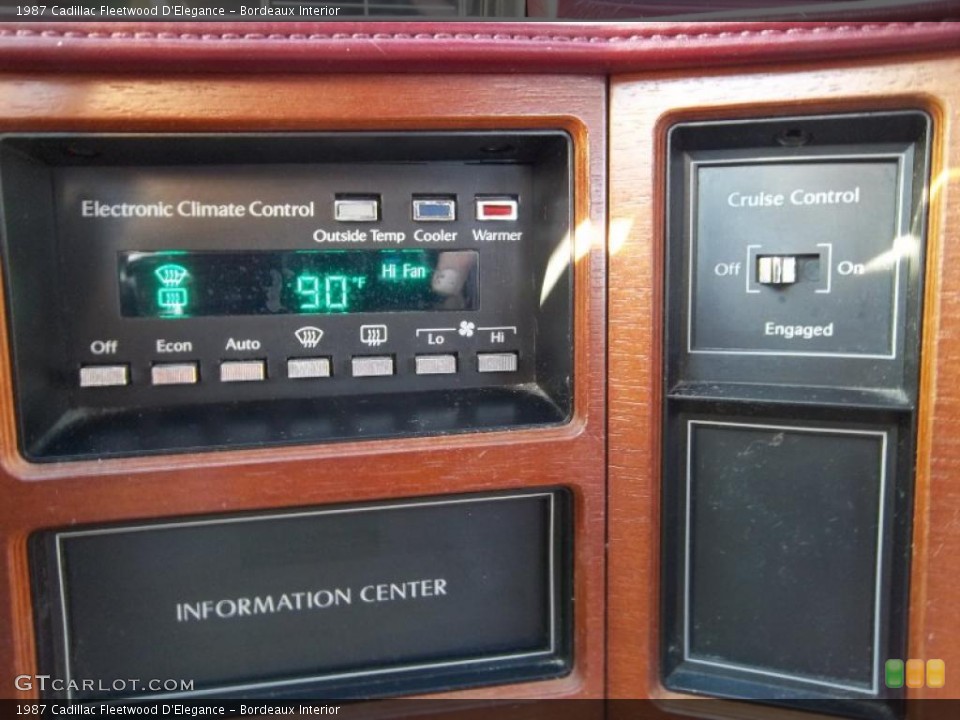 1987 Cadillac Fleetwood D'Elegance – Bordeaux Interior
Electronic Climate Control
Outside Temp Cooler Warmer
Hi Fan
90 °F
Off Econ Auto Lo Hi
Cruise Control
Off On
Engaged
INFORMATION CENTER
GTCARLOT.COM
1987 Cadillac Fleetwood D'Elegance – Bordeaux Interior